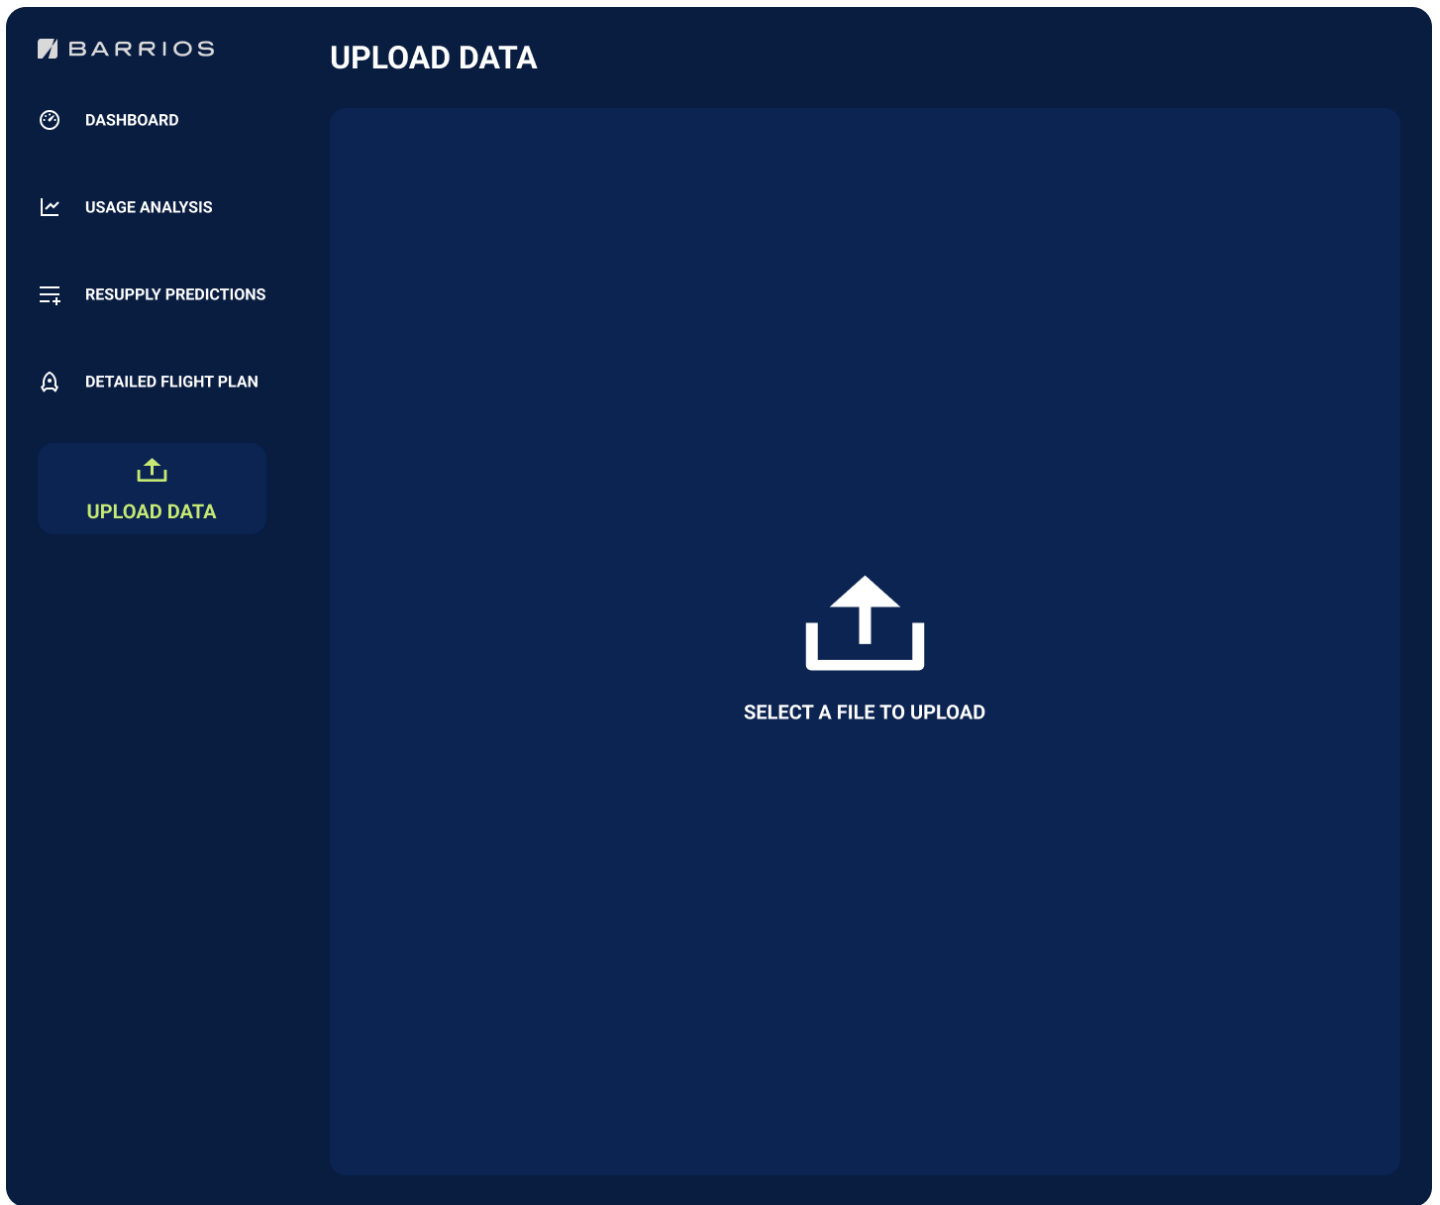 BARRIOS
UPLOAD DATA
DASHBOARD
USAGE ANALYSIS
RESUPPLY PREDICTIONS
DETAILED FLIGHT PLAN
UPLOAD DATA
SELECT A FILE TO UPLOAD